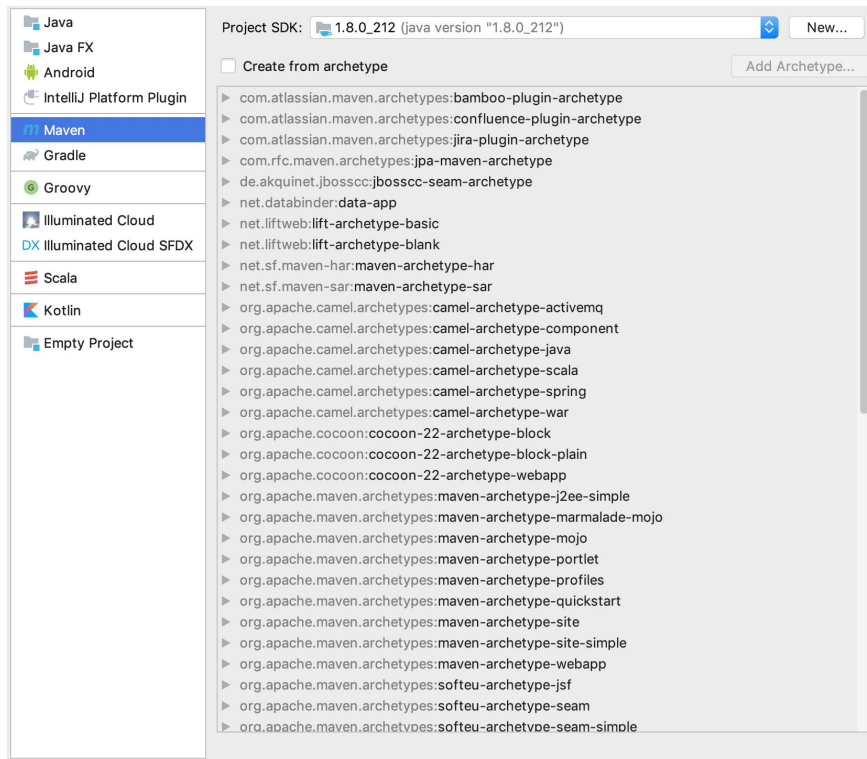 Java
Java FX
Android
IntelliJ Platform Plugin
Maven
Gradle
Groovy
Illuminated Cloud
DX Illuminated Cloud SFDX
Scala
Kotlin
Empty Project
Project SDK: 1.8.0_212 (java version "1.8.0_212") New...
Create from archetype Add Archetype...
com.atlassian.maven.archetypes:bamboo-plugin-archetype
com.atlassian.maven.archetypes:confluence-plugin-archetype
com.atlassian.maven.archetypes:jira-plugin-archetype
com.rfc.maven.archetypes:jpa-maven-archetype
de.akquinet.jbosscc:jbosscc-seam-archetype
net.databinder:data-app
net.liftweb:lift-archetype-basic
net.liftweb:lift-archetype-blank
net.sf.maven-har:maven-archetype-har
net.sf.maven-sar:maven-archetype-sar
org.apache.camel.archetypes:camel-archetype-activemq
org.apache.camel.archetypes:camel-archetype-component
org.apache.camel.archetypes:camel-archetype-java
org.apache.camel.archetypes:camel-archetype-scala
org.apache.camel.archetypes:camel-archetype-spring
org.apache.camel.archetypes:camel-archetype-war
org.apache.cocoon:cocoon-22-archetype-block
org.apache.cocoon:cocoon-22-archetype-block-plain
org.apache.cocoon:cocoon-22-archetype-webapp
org.apache.maven.archetypes:maven-archetype-j2ee-simple
org.apache.maven.archetypes:maven-archetype-marmalade-mojo
org.apache.maven.archetypes:maven-archetype-mojo
org.apache.maven.archetypes:maven-archetype-portlet
org.apache.maven.archetypes:maven-archetype-profiles
org.apache.maven.archetypes:maven-archetype-quickstart
org.apache.maven.archetypes:maven-archetype-site
org.apache.maven.archetypes:maven-archetype-site-simple
org.apache.maven.archetypes:maven-archetype-webapp
org.apache.maven.archetypes:softeu-archetype-jsf
org.apache.maven.archetypes:softeu-archetype-seam
org.apache.maven.archetypes:softeu-archetype-seam-simple